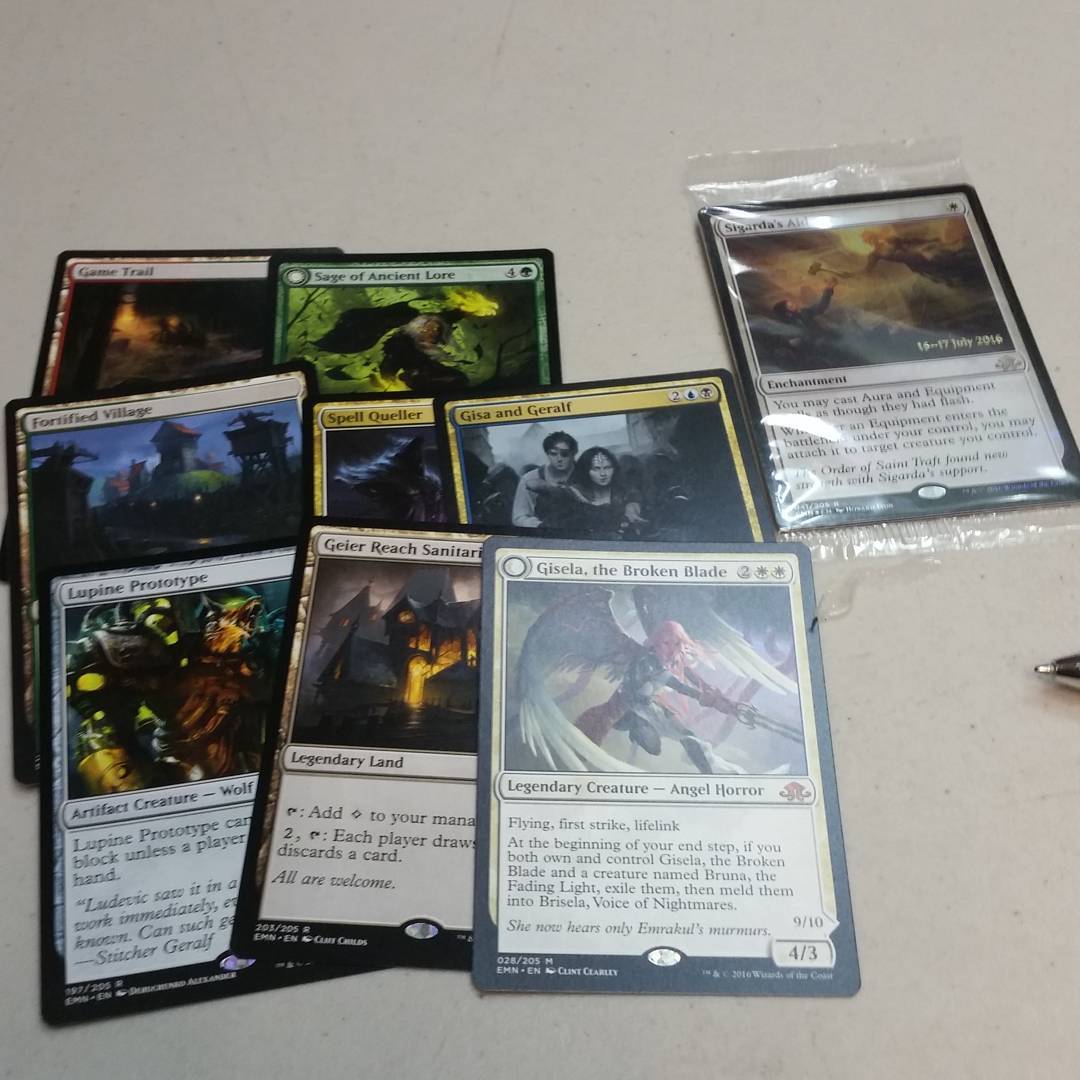 Game Trail
Sage of Ancient Lore 4
Fortified Village
Spell Queller
Gisa and Geralf 2
Lupine Prototype
Artifact Creature — Wolf
Lupine Prototype can
block unless a player
hand.
"Ludevic saw it in a
work immediately,
known. Can such
—Stitcher Geralf
197/205 R
EMN • EN DERUCHENKO ALEXANDER
Geier Reach Sanitari
Legendary Land
: Add to your mana
2, : Each player draws
discards a card.
All are welcome.
203/205 R
EMN • EN CLIFF CHILDS
Gisela, the Broken Blade 2
Legendary Creature — Angel Horror
Flying, first strike, lifelink
At the beginning of your end step, if you
both own and control Gisela, the Broken
Blade and a creature named Bruna, the
Fading Light, exile them, then meld them
into Brisela, Voice of Nightmares.
She now hears only Emrakul's murmurs.
9/10
4/3
028/205 M
EMN • EN CLINT CEARLEY
™ & © 2016 Wizards of the Coast
Sigarda's Aid
16–17 July 2016
Enchantment
You may cast Aura and Equipment
as though they had flash.
an Equipment enters the
under your control, you may
attach it to target creature you control.
Order of Saint Traft found new
with Sigarda's support.